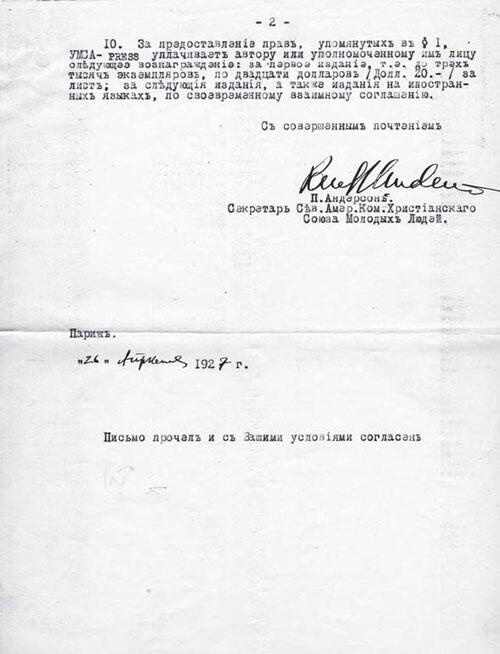 - 2 -
10. За предоставленіе правъ, упомянутыхъ въ § I,
YMCA-PRESS уплачиваетъ автору или уполномоченному имъ лицу
слѣдующее вознагражденіе: за первое изданіе, т.э. до трехъ
тысячъ экземпляровъ, по двадцати долларовъ /Долл. 20.-/ за
листъ; за слѣдующія изданія, а также изданія на иностран-
ныхъ языкахъ, по своевременному взаимному соглашенію.
Съ совершеннымъ почтеніемъ
П.Андерсонъ.
Секретарь Сѣв.Амер.Ком.Христіанскаго
Союза Молодыхъ Людей.
Парижъ.
"26" Апрѣля 1927 г.
Письмо прочелъ и съ Вашими условіями согласенъ